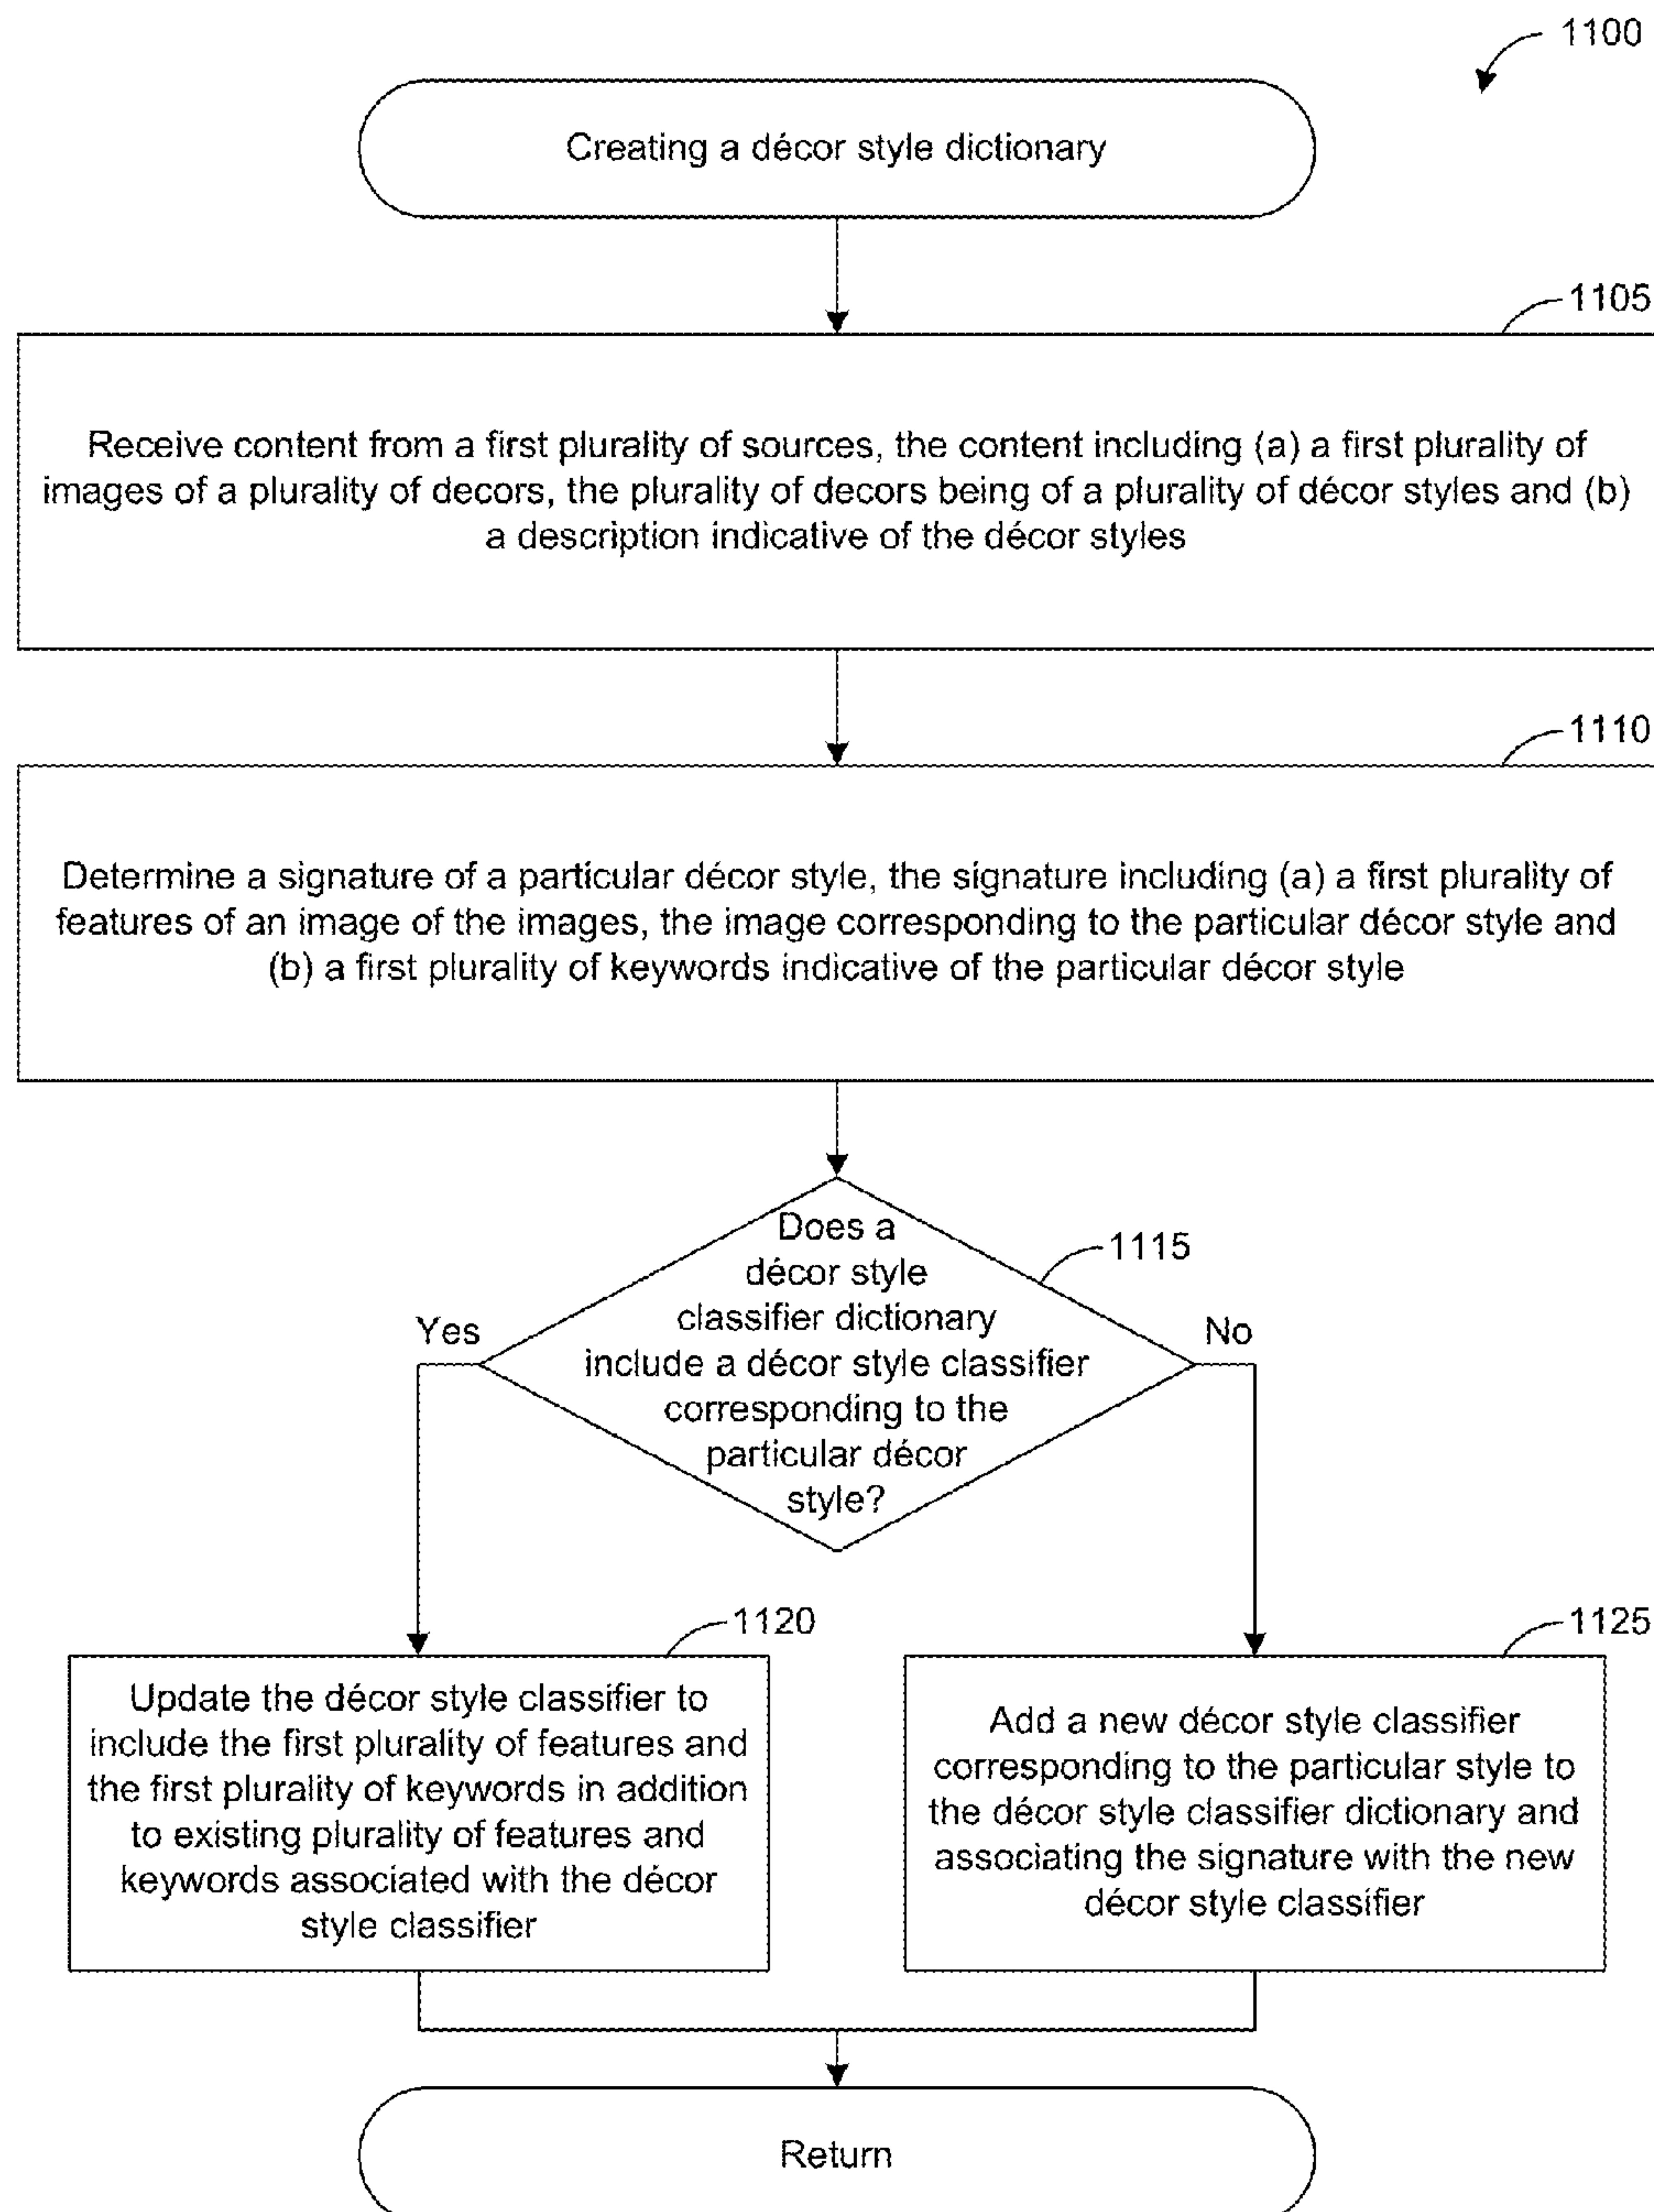 1100
Creating a décor style dictionary
1105
Receive content from a first plurality of sources, the content including (a) a first plurality of
images of a plurality of decors, the plurality of decors being of a plurality of décor styles and (b)
a description indicative of the décor styles
1110
Determine a signature of a particular décor style, the signature including (a) a first plurality of
features of an image of the images, the image corresponding to the particular décor style and
(b) a first plurality of keywords indicative of the particular décor style
Does a
décor style
classifier dictionary
include a décor style classifier
corresponding to the
particular décor
style?
1115
Yes
No
1120
Update the décor style classifier to
include the first plurality of features and
the first plurality of keywords in addition
to existing plurality of features and
keywords associated with the décor
style classifier
1125
Add a new décor style classifier
corresponding to the particular style to
the décor style classifier dictionary and
associating the signature with the new
décor style classifier
Return